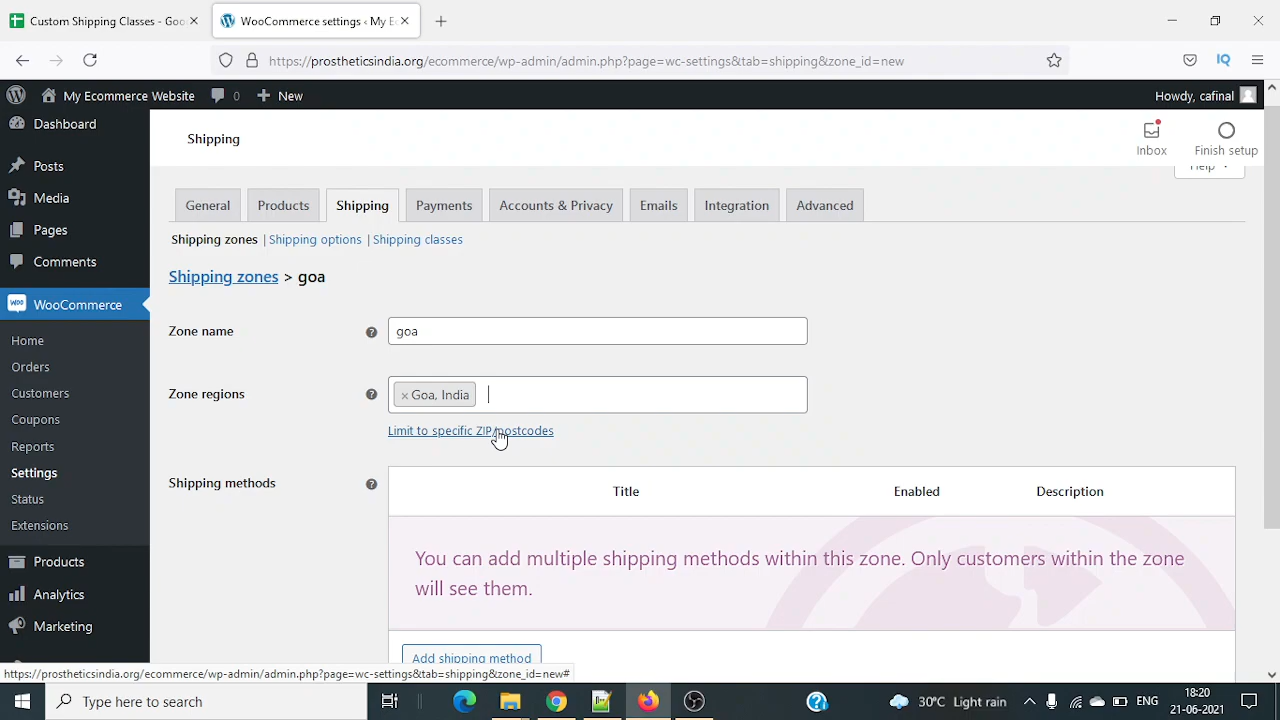 Custom Shipping Classes - Goo
WooCommerce settings ‹ My E
https://prostheticsindia.org/ecommerce/wp-admin/admin.php?page=wc-settings&tab=shipping&zone_id=new
IQ
My Ecommerce Website
0
New
Howdy, cafinal
Dashboard
Posts
Media
Pages
Comments
WooCommerce
Home
Orders
Customers
Coupons
Reports
Settings
Status
Extensions
Products
Analytics
Marketing
Shipping
Inbox
Finish setup
Help
General
Products
Shipping
Payments
Accounts & Privacy
Emails
Integration
Advanced
Shipping zones | Shipping options | Shipping classes
Shipping zones > goa
Zone name
goa
Zone regions
× Goa, India
Limit to specific ZIP/postcodes
Shipping methods
Title
Enabled
Description
You can add multiple shipping methods within this zone. Only customers within the zone
will see them.
Add shipping method
https://prostheticsindia.org/ecommerce/wp-admin/admin.php?page=wc-settings&tab=shipping&zone_id=new#
Type here to search
30°C Light rain
ENG
18:20
21-06-2021